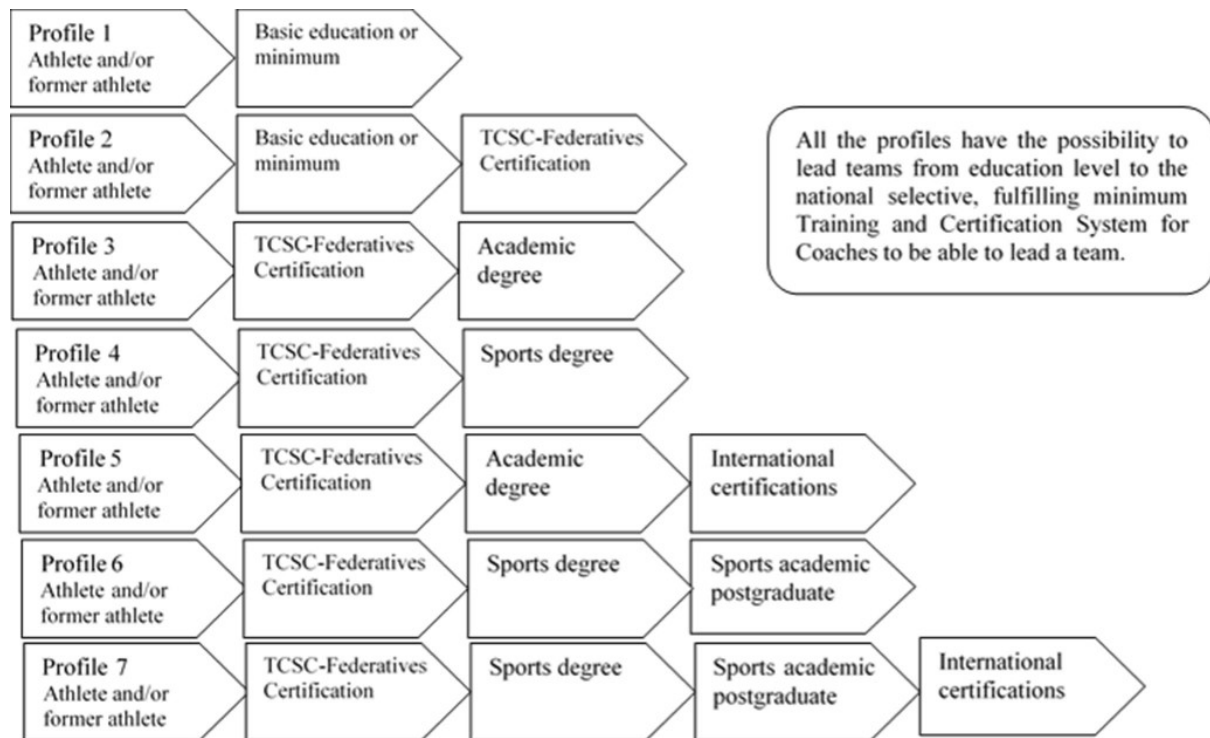 Profile 1
Athlete and/or
former athlete
Basic education or
minimum
Profile 2
Athlete and/or
former athlete
Basic education or
minimum
TCSC-Federatives
Certification
All the profiles have the possibility to
lead teams from education level to the
national selective, fulfilling minimum
Training and Certification System for
Coaches to be able to lead a team.
Profile 3
Athlete and/or
former athlete
TCSC-Federatives
Certification
Academic
degree
Profile 4
Athlete and/or
former athlete
TCSC-Federatives
Certification
Sports degree
Profile 5
Athlete and/or
former athlete
TCSC-Federatives
Certification
Academic
degree
International
certifications
Profile 6
Athlete and/or
former athlete
TCSC-Federatives
Certification
Sports degree
Sports academic
postgraduate
Profile 7
Athlete and/or
former athlete
TCSC-Federatives
Certification
Sports degree
Sports academic
postgraduate
International
certifications